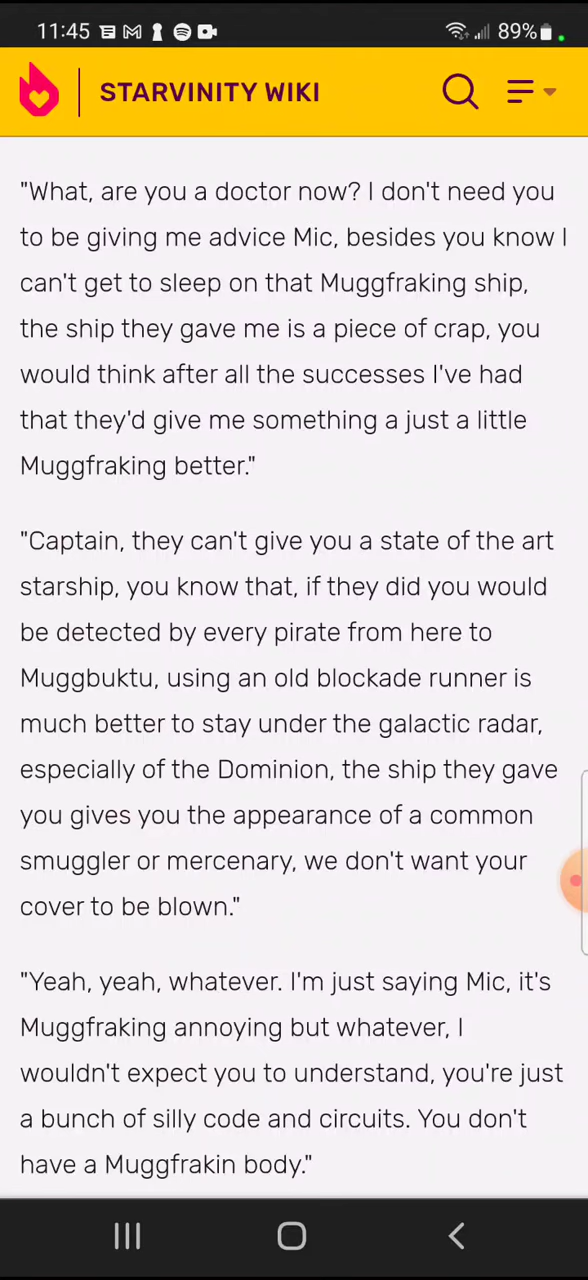 11:45
89%
STARVINITY WIKI
"What, are you a doctor now? I don't need you
to be giving me advice Mic, besides you know I
can't get to sleep on that Muggfraking ship,
the ship they gave me is a piece of crap, you
would think after all the successes I've had
that they'd give me something a just a little
Muggfraking better."
"Captain, they can't give you a state of the art
starship, you know that, if they did you would
be detected by every pirate from here to
Muggbuktu, using an old blockade runner is
much better to stay under the galactic radar,
especially of the Dominion, the ship they gave
you gives you the appearance of a common
smuggler or mercenary, we don't want your
cover to be blown."
"Yeah, yeah, whatever. I'm just saying Mic, it's
Muggfraking annoying but whatever, I
wouldn't expect you to understand, you're just
a bunch of silly code and circuits. You don't
have a Muggfrakin body."